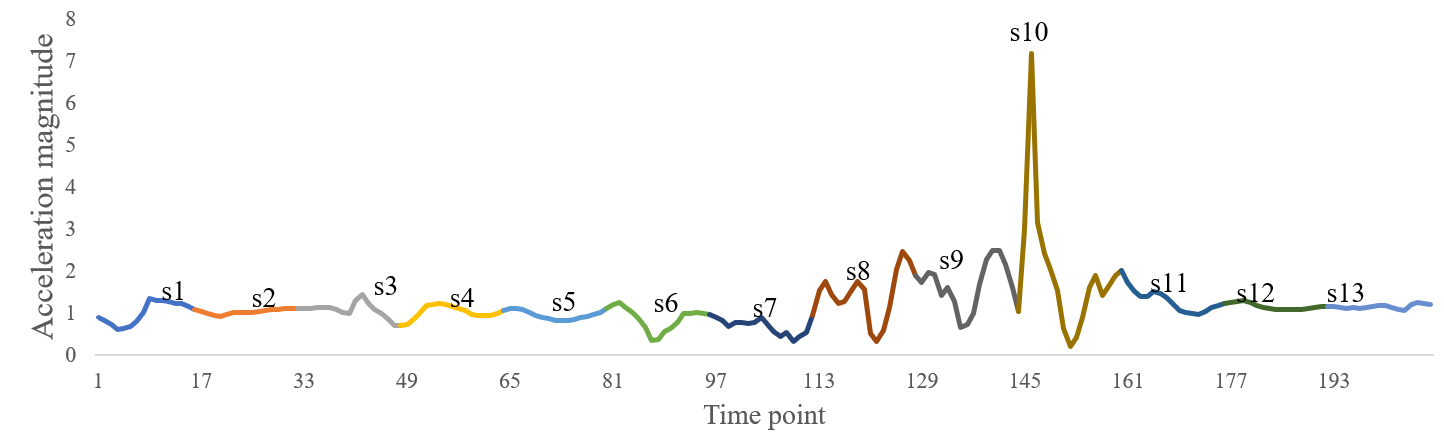 8
7
6
5
4
3
2
1
0
Acceleration magnitude
s1
s2
s3
s4
s5
s6
s7
s8
s9
s10
s11
s12
s13
1 17 33 49 65 81 97 113 129 145 161 177 193
Time point